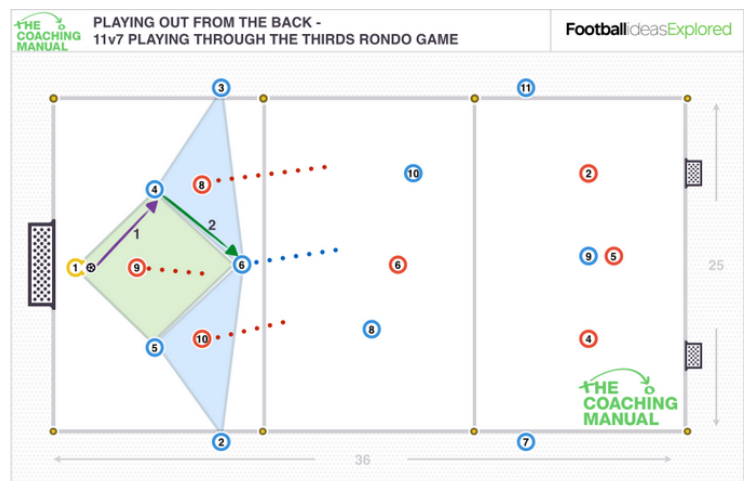 THE
COACHING
MANUAL
PLAYING OUT FROM THE BACK -
11v7 PLAYING THROUGH THE THIRDS RONDO GAME
FootballIdeasExplored
3
11
8
4
10
2
1
2
1
9
6
6
9
5
25
10
8
5
4
THE
COACHING
MANUAL
2
7
36